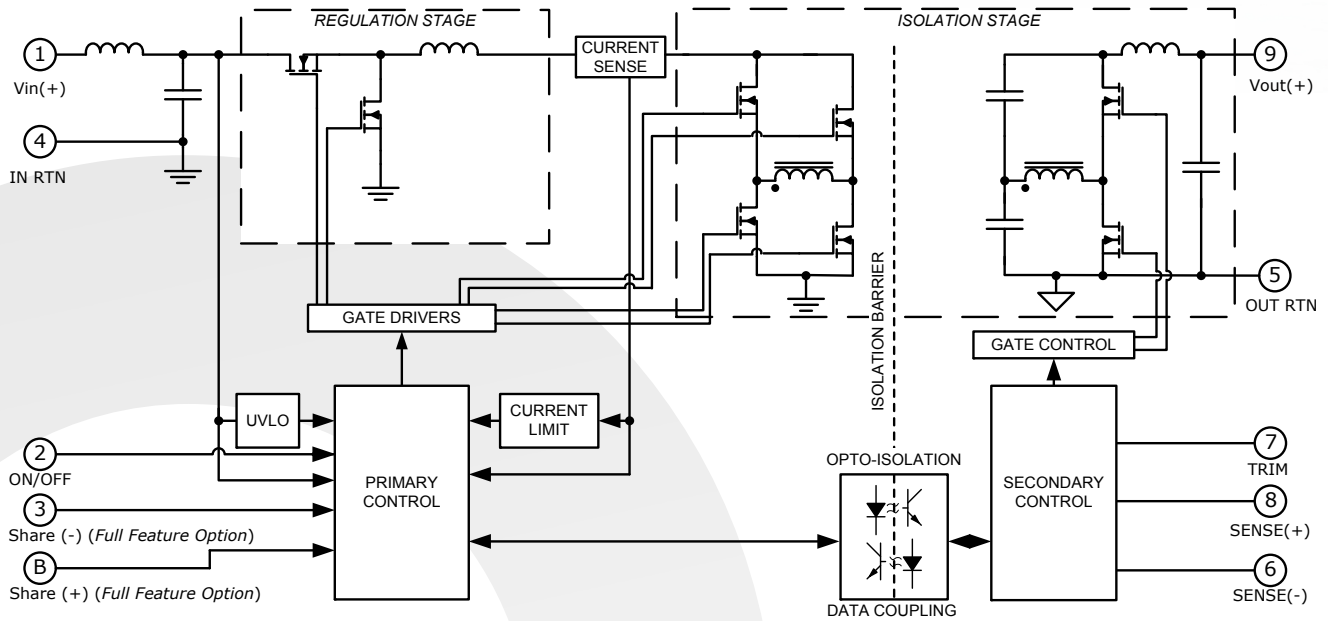 REGULATION STAGE
ISOLATION STAGE
1
Vin(+)
CURRENT
SENSE
9
Vout(+)
4
IN RTN
5
OUT RTN
ISOLATION BARRIER
GATE DRIVERS
GATE CONTROL
UVLO
CURRENT
LIMIT
2
ON/OFF
3
Share (-) (Full Feature Option)
B
Share (+) (Full Feature Option)
PRIMARY
CONTROL
OPTO-ISOLATION
DATA COUPLING
SECONDARY
CONTROL
7
TRIM
8
SENSE(+)
6
SENSE(-)